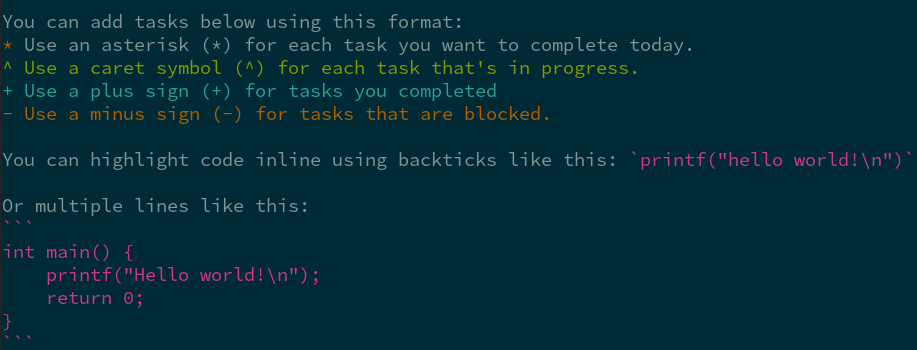 You can add tasks below using this format:
* Use an asterisk (*) for each task you want to complete today.
^ Use a caret symbol (^) for each task that's in progress.
+ Use a plus sign (+) for tasks you completed
- Use a minus sign (-) for tasks that are blocked.

You can highlight code inline using backticks like this: `printf("hello world!\n")`

Or multiple lines like this:
```
int main() {
    printf("Hello world!\n");
    return 0;
}
```